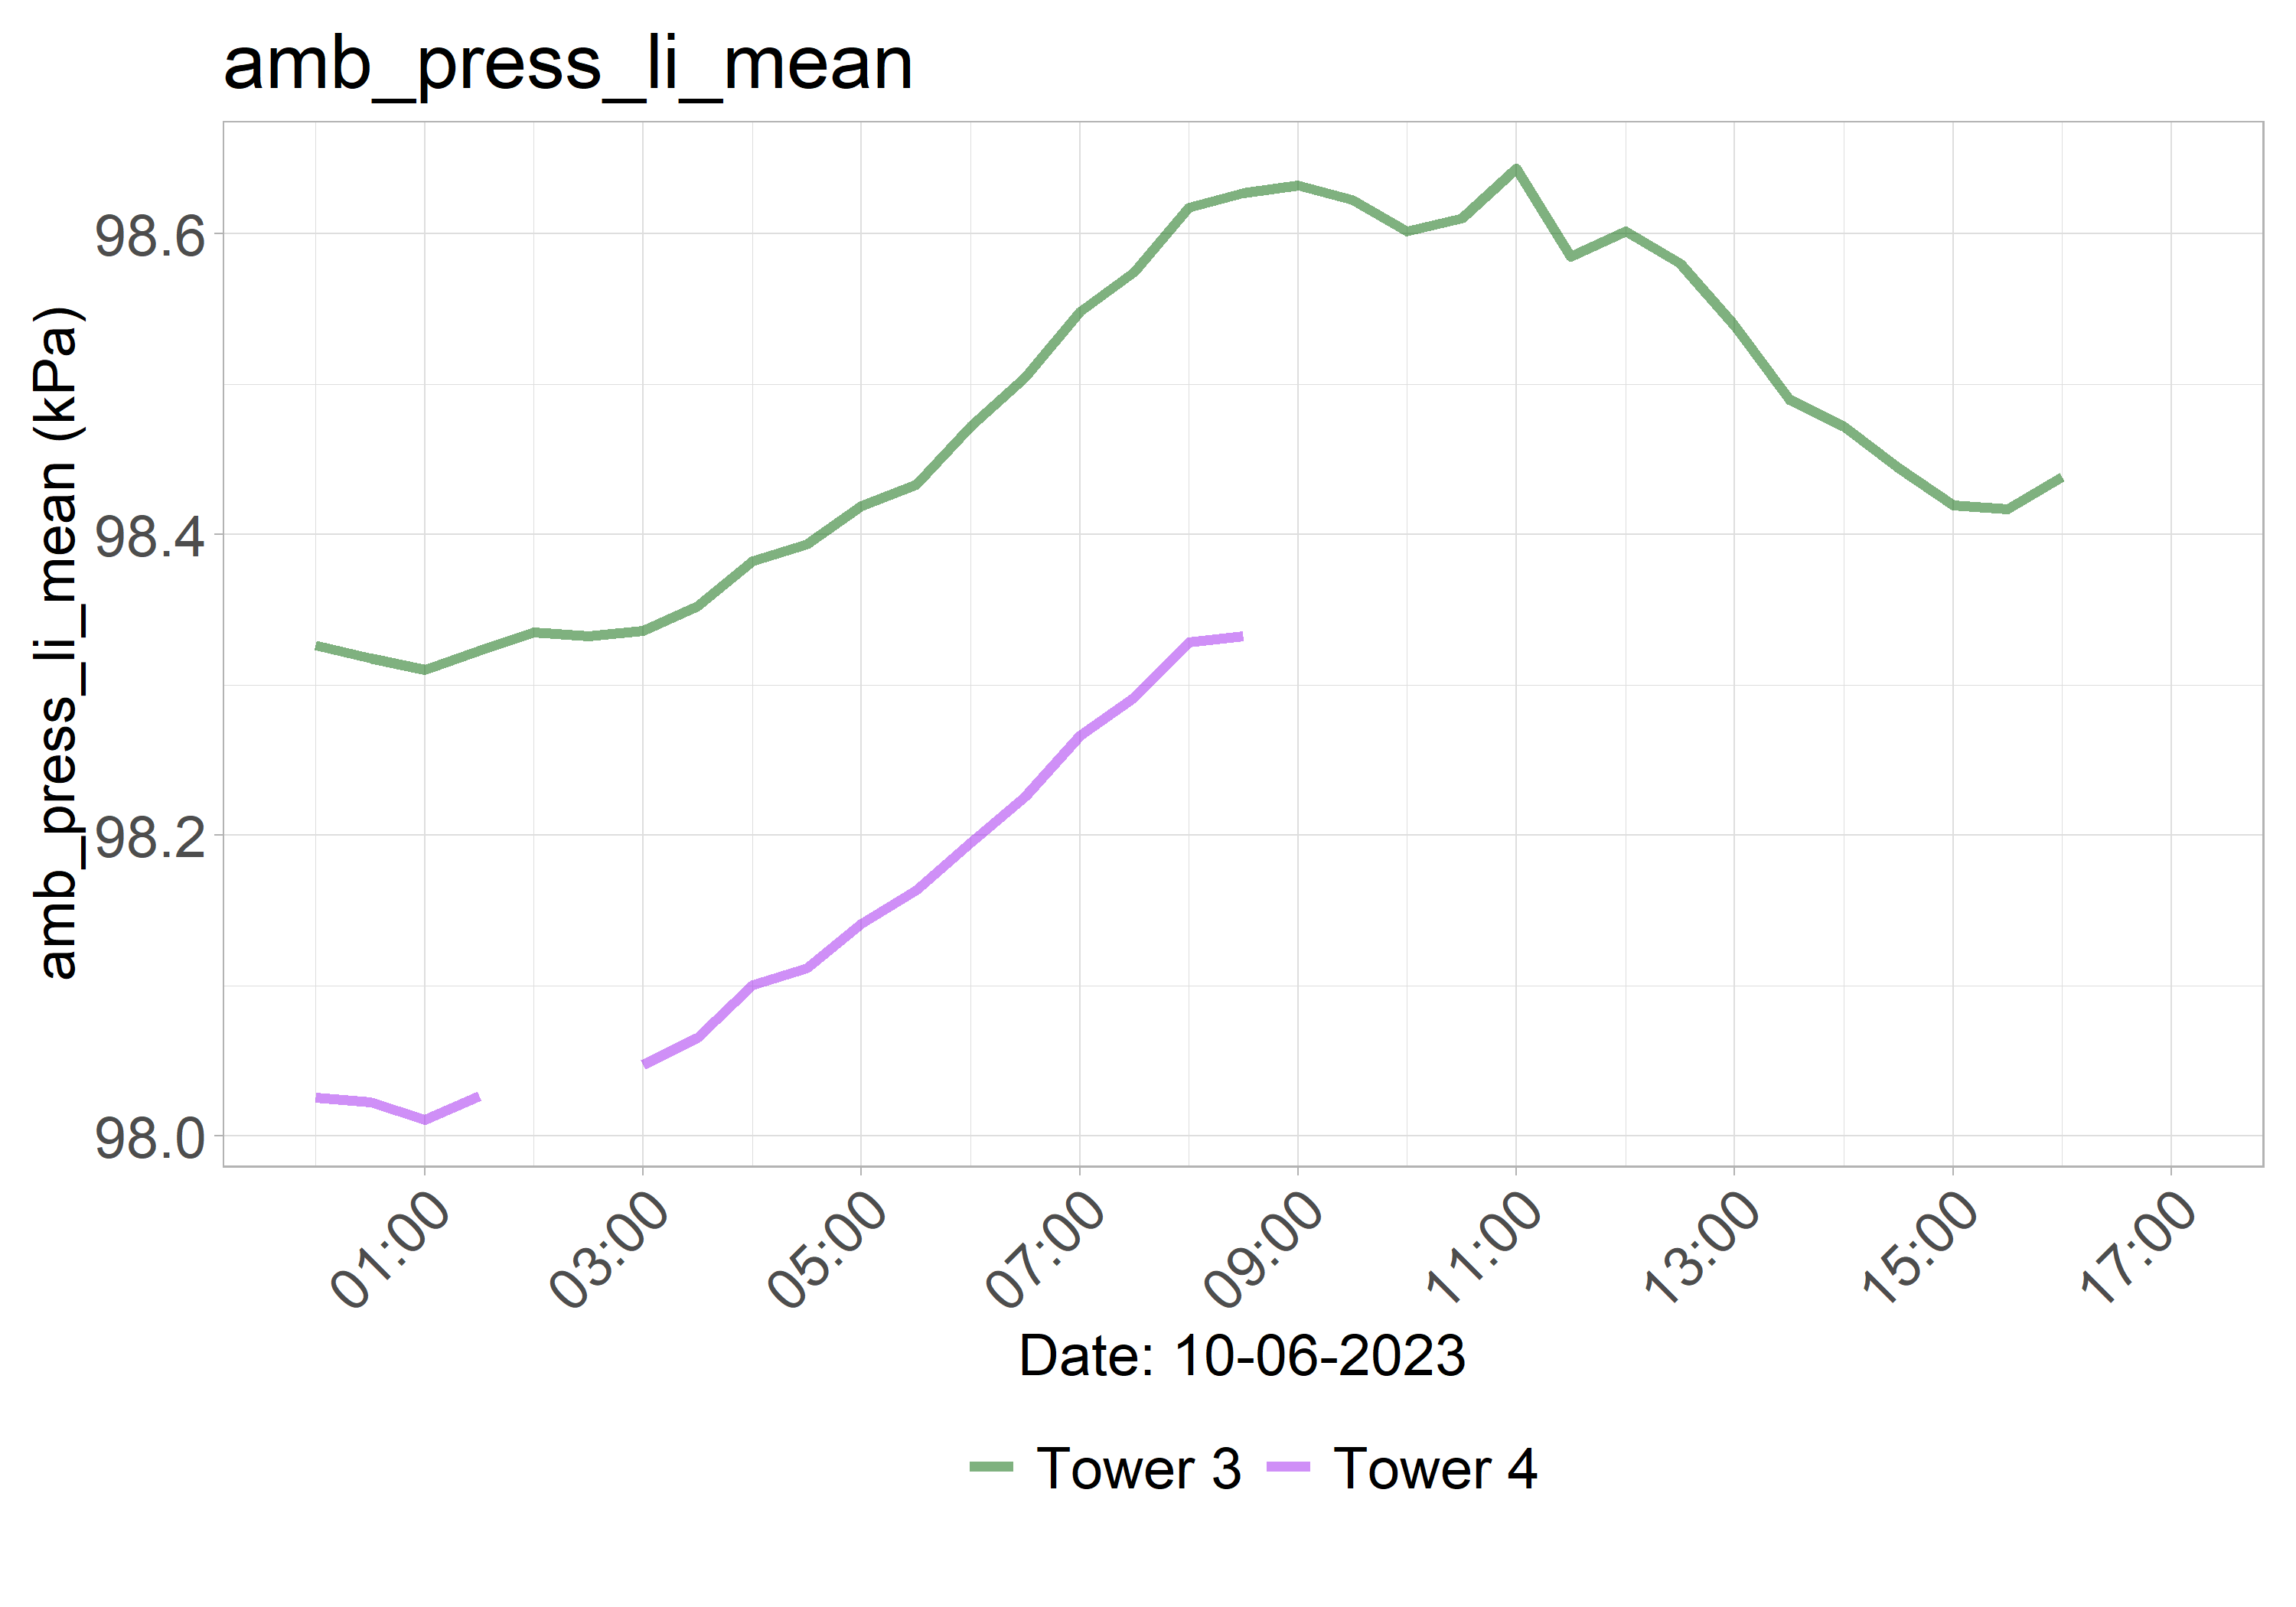 amb_press_li_mean
amb_press_li_mean (kPa)
98.6
98.4
98.2
98.0
01:00
03:00
05:00
07:00
09:00
11:00
13:00
15:00
17:00
Date: 10-06-2023
Tower 3
Tower 4